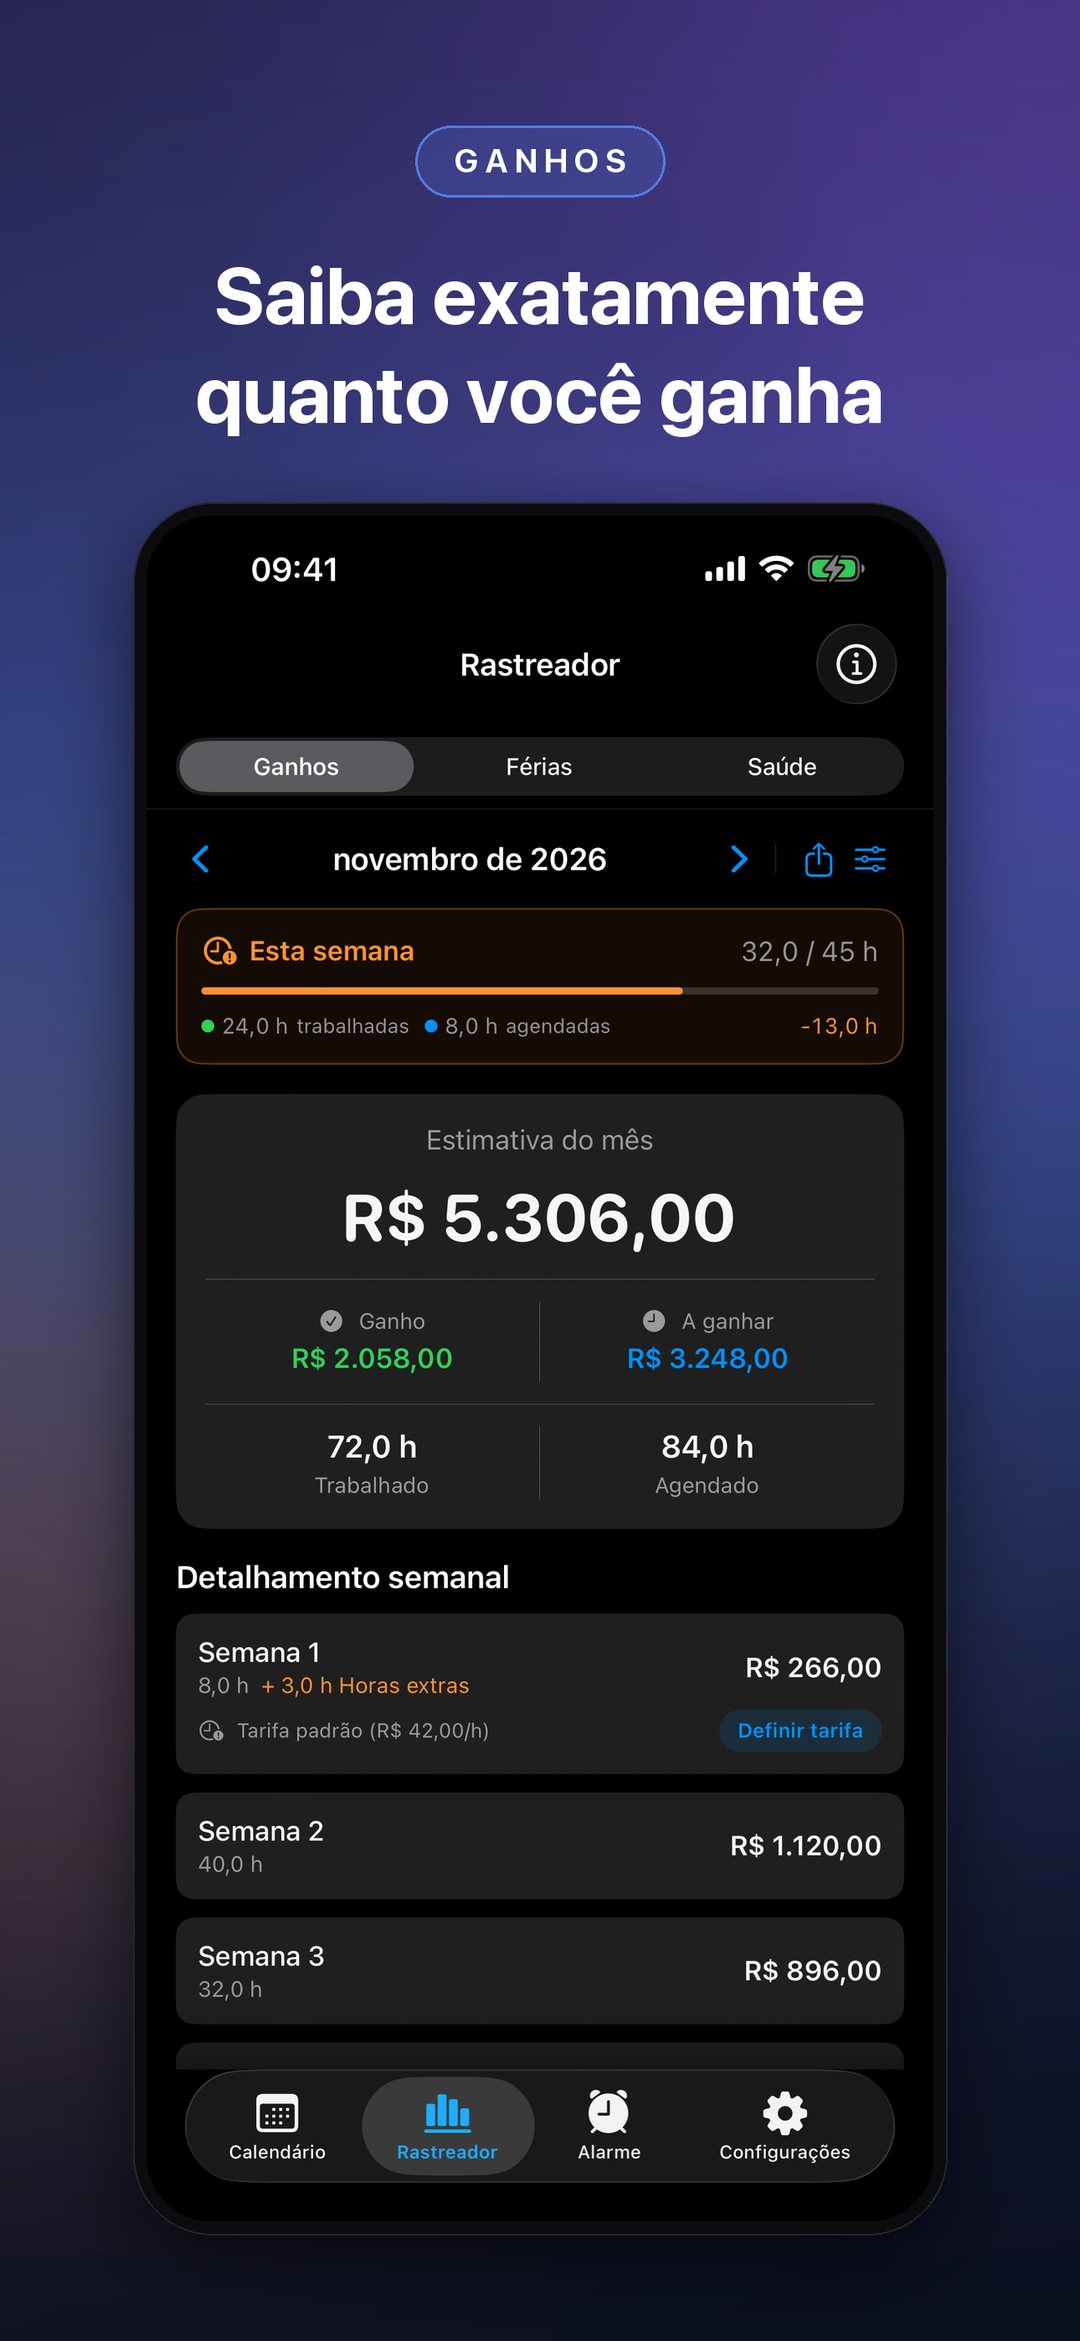 GANHOS
Saiba exatamente
quanto você ganha
09:41
Rastreador
Ganhos Férias Saúde
novembro de 2026
Esta semana 32,0 / 45 h
24,0 h trabalhadas 8,0 h agendadas -13,0 h
Estimativa do mês
R$ 5.306,00
Ganho A ganhar
R$ 2.058,00 R$ 3.248,00
72,0 h 84,0 h
Trabalhado Agendado
Detalhamento semanal
Semana 1
R$ 266,00
8,0 h + 3,0 h Horas extras
Tarifa padrão (R$ 42,00/h) Definir tarifa
Semana 2
R$ 1.120,00
40,0 h
Semana 3
R$ 896,00
32,0 h
Calendário Rastreador Alarme Configurações